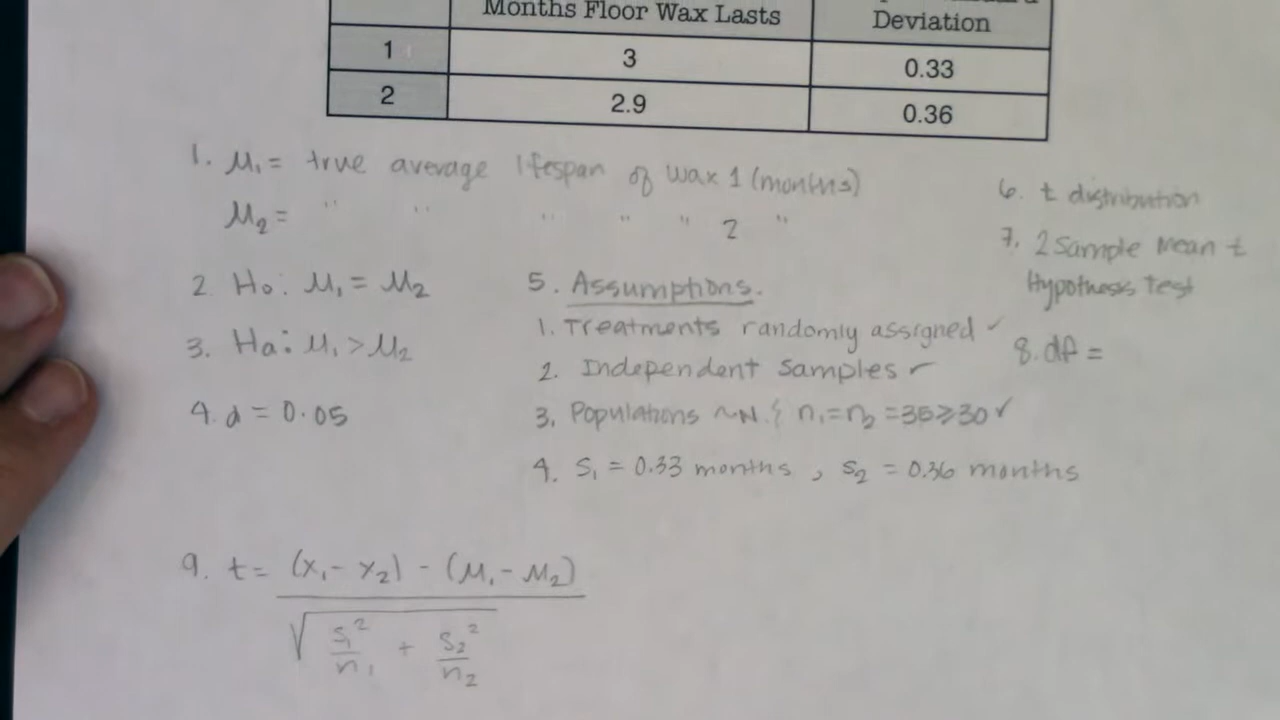 Months Floor Wax Lasts
Deviation
1 3 0.33
2 2.9 0.36
1. μ₁ = true average lifespan of wax 1 (months)
μ₂ = " " " " " 2 "
2. H₀: μ₁ = μ₂
3. Ha: μ₁ > μ₂
4. α = 0.05
5. Assumptions.
1. Treatments randomly assigned ✓
2. Independent samples ✓
3. Populations ~N. & n₁=n₂ =35≥30 ✓
4. s₁ = 0.33 months, s₂ = 0.36 months
6. t distribution
7. 2 Sample Mean t
Hypothesis test
8. df =
9. t = (x₁ - x₂) - (μ₁ - μ₂)
√ s₁²/n₁ + s₂²/n₂